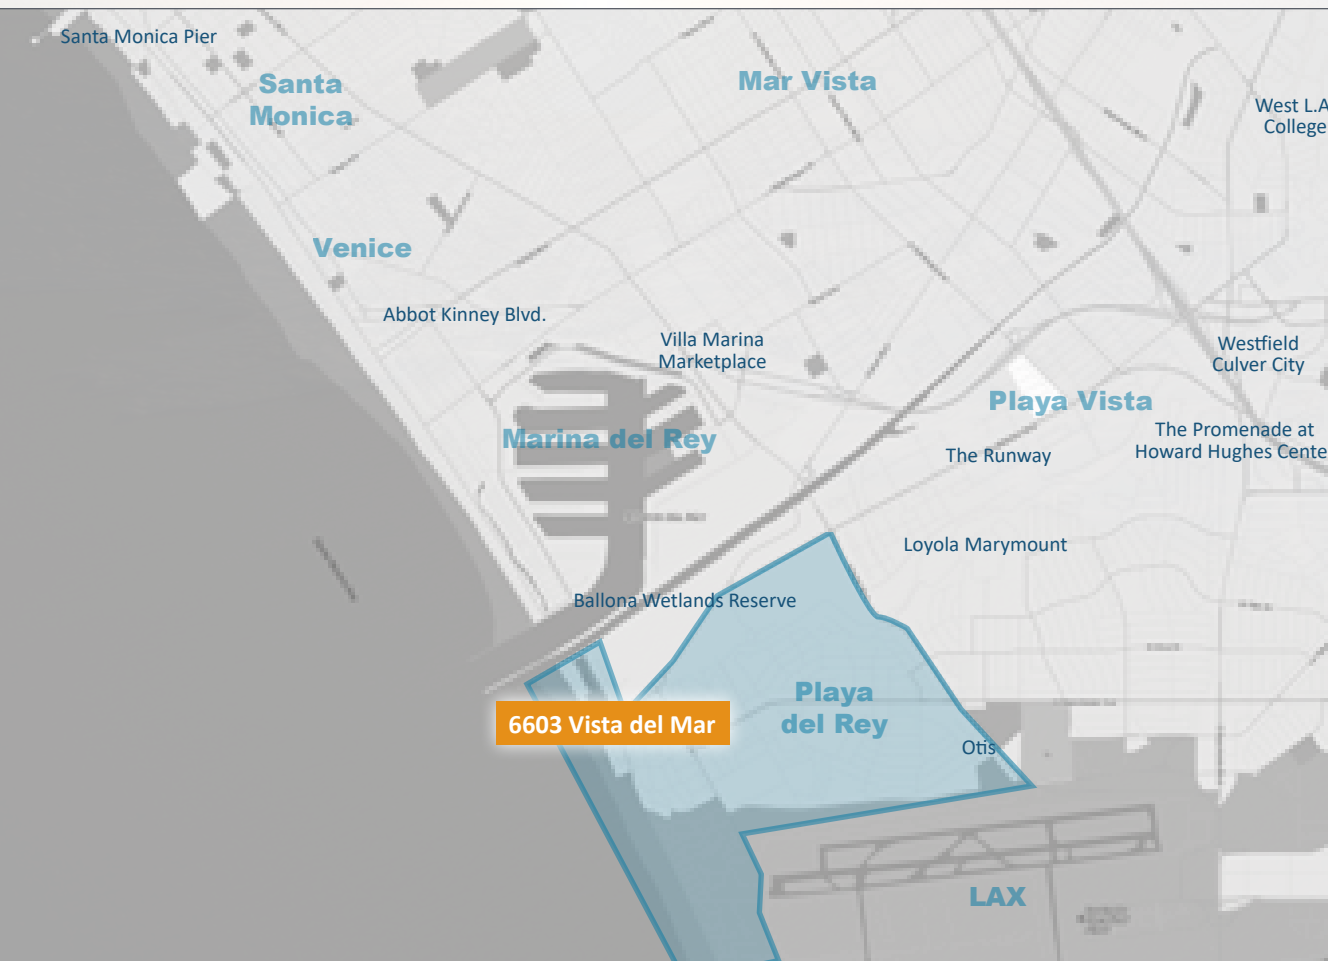 Santa Monica Pier
Santa
Monica
Mar Vista
West L.A
College
Venice
Abbot Kinney Blvd.
Villa Marina
Marketplace
Westfield
Culver City
Playa Vista
Marina del Rey
The Promenade at
Howard Hughes Cente
The Runway
Loyola Marymount
Ballona Wetlands Reserve
Playa
del Rey
6603 Vista del Mar
Otis
LAX